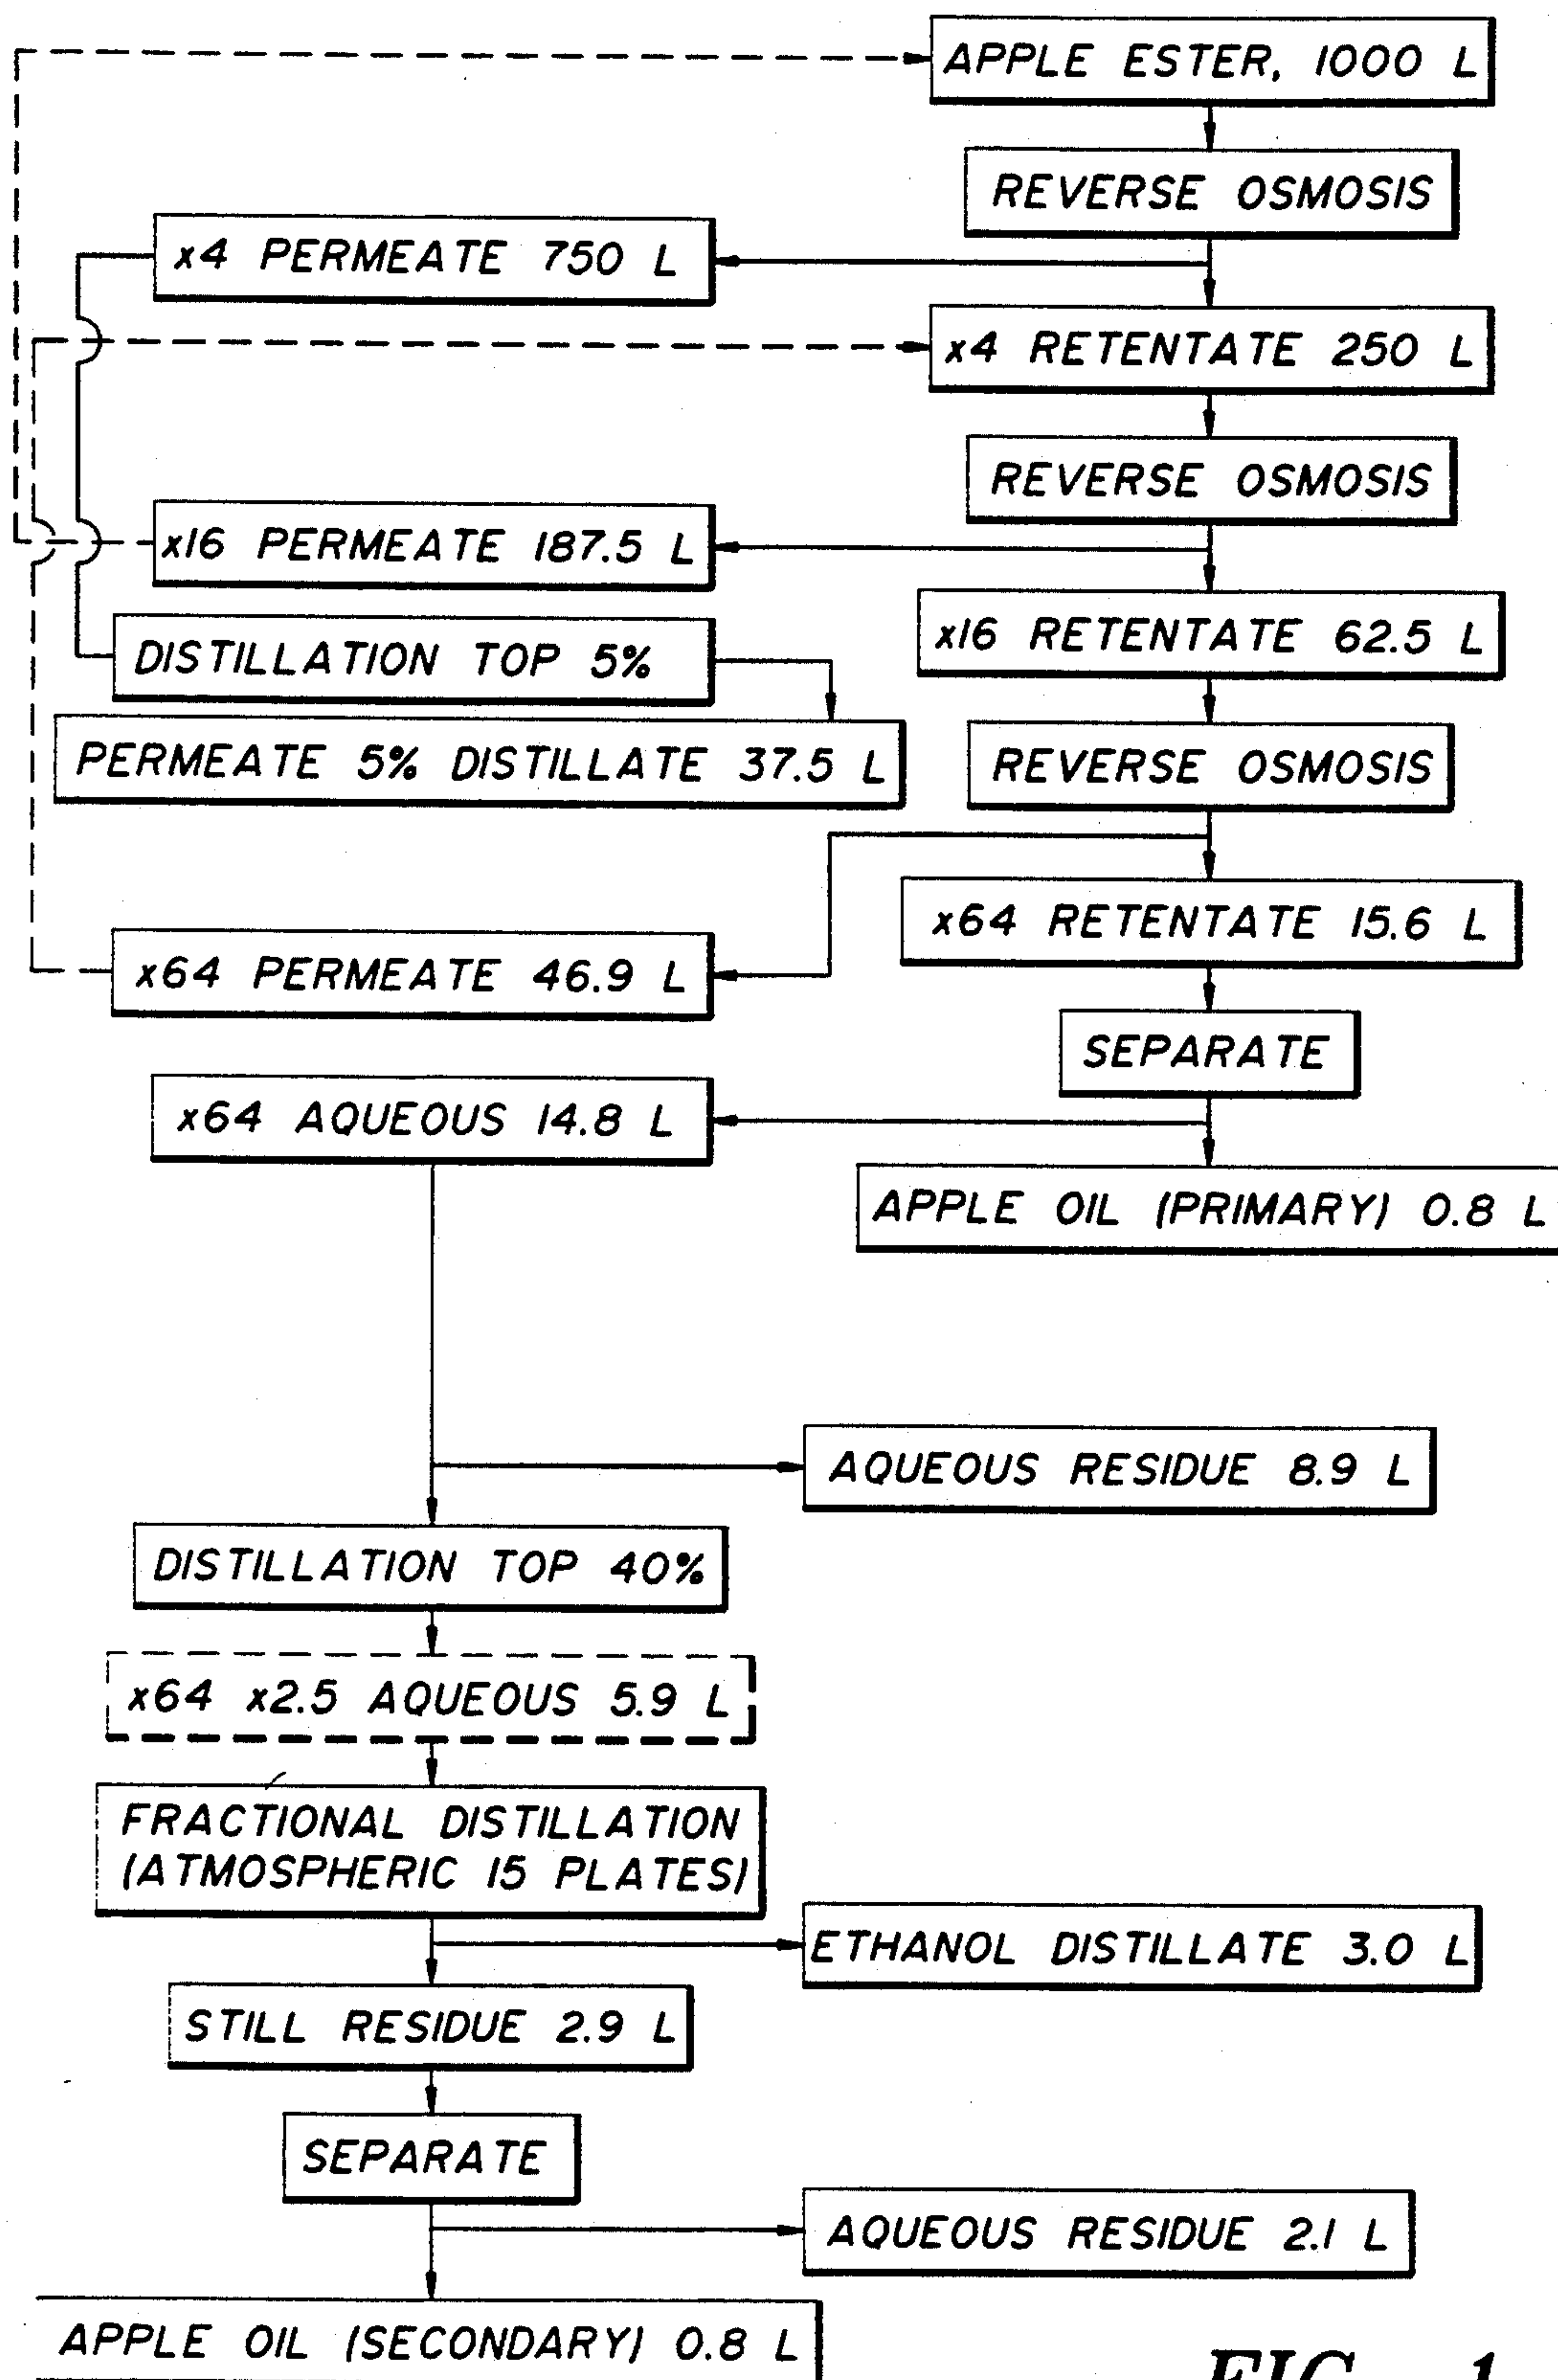 APPLE ESTER, 1000 L
REVERSE OSMOSIS
x4 PERMEATE 750 L
x4 RETENTATE 250 L
REVERSE OSMOSIS
x16 PERMEATE 187.5 L
x16 RETENTATE 62.5 L
DISTILLATION TOP 5%
PERMEATE 5% DISTILLATE 37.5 L
REVERSE OSMOSIS
x64 RETENTATE 15.6 L
x64 PERMEATE 46.9 L
SEPARATE
x64 AQUEOUS 14.8 L
APPLE OIL (PRIMARY) 0.8 L
AQUEOUS RESIDUE 8.9 L
DISTILLATION TOP 40%
x64 x2.5 AQUEOUS 5.9 L
FRACTIONAL DISTILLATION
(ATMOSPHERIC 15 PLATES)
ETHANOL DISTILLATE 3.0 L
STILL RESIDUE 2.9 L
SEPARATE
AQUEOUS RESIDUE 2.1 L
APPLE OIL (SECONDARY) 0.8 L
FIG. 1